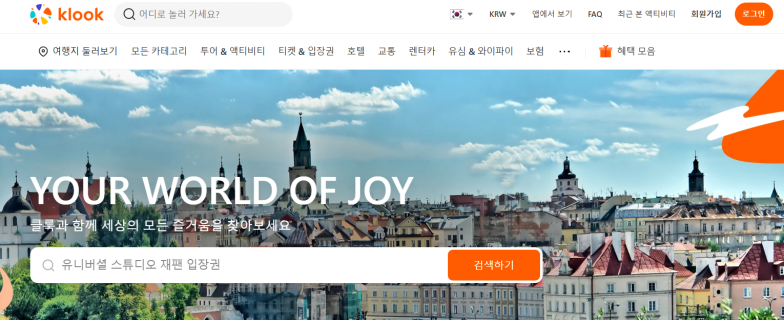 klook
어디로 놀러 가세요?
KRW
앱에서 보기
FAQ
최근 본 액티비티
회원가입
로그인
여행지 둘러보기
모든 카테고리
투어 & 액티비티
티켓 & 입장권
호텔
교통
렌터카
유심 & 와이파이
보험
...
혜택 모음
YOUR WORLD OF JOY
클룩과 함께 세상의 모든 즐거움을 찾아보세요
유니버셜 스튜디오 재팬 입장권
검색하기